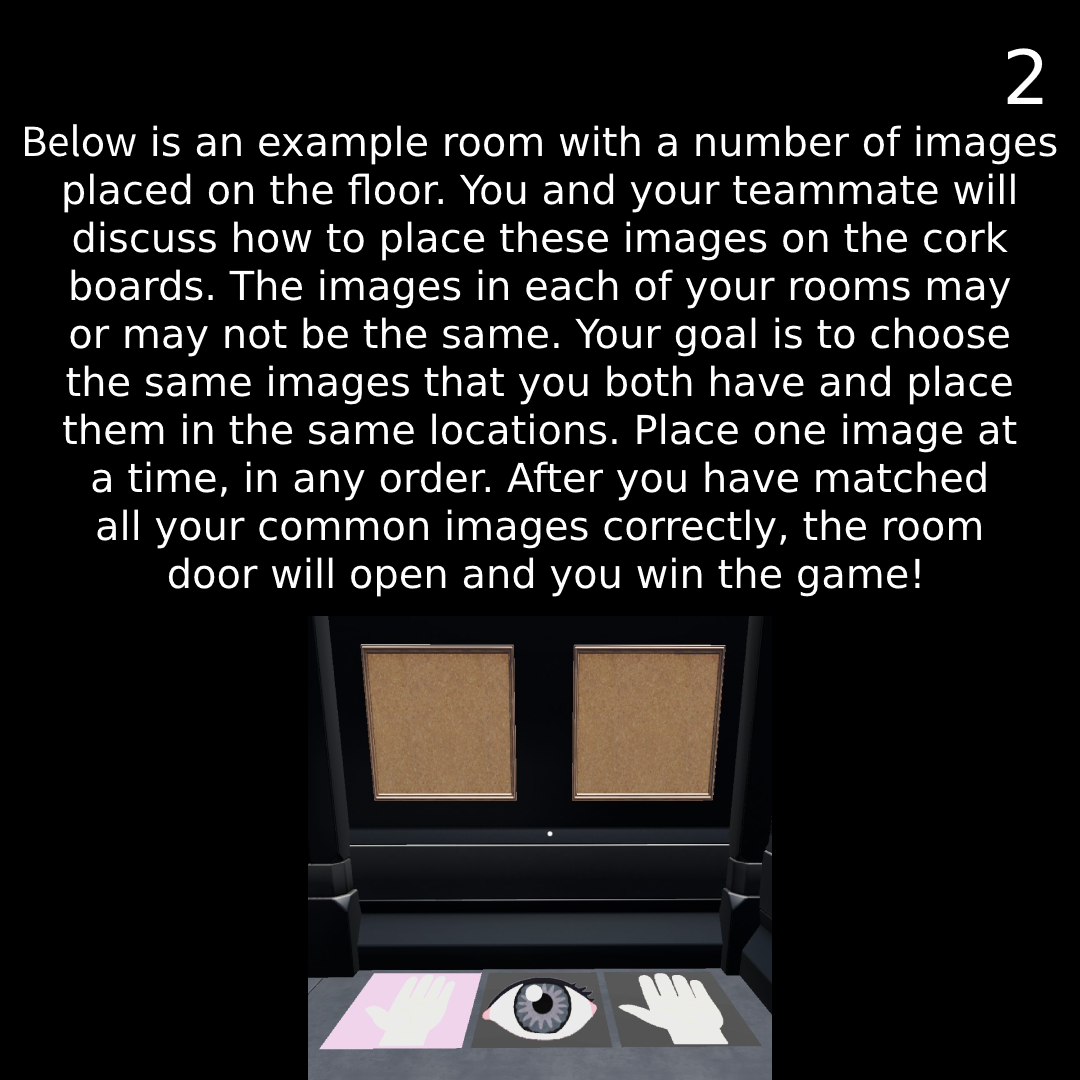 2
Below is an example room with a number of images
placed on the floor. You and your teammate will
discuss how to place these images on the cork
boards. The images in each of your rooms may
or may not be the same. Your goal is to choose
the same images that you both have and place
them in the same locations. Place one image at
a time, in any order. After you have matched
all your common images correctly, the room
door will open and you win the game!